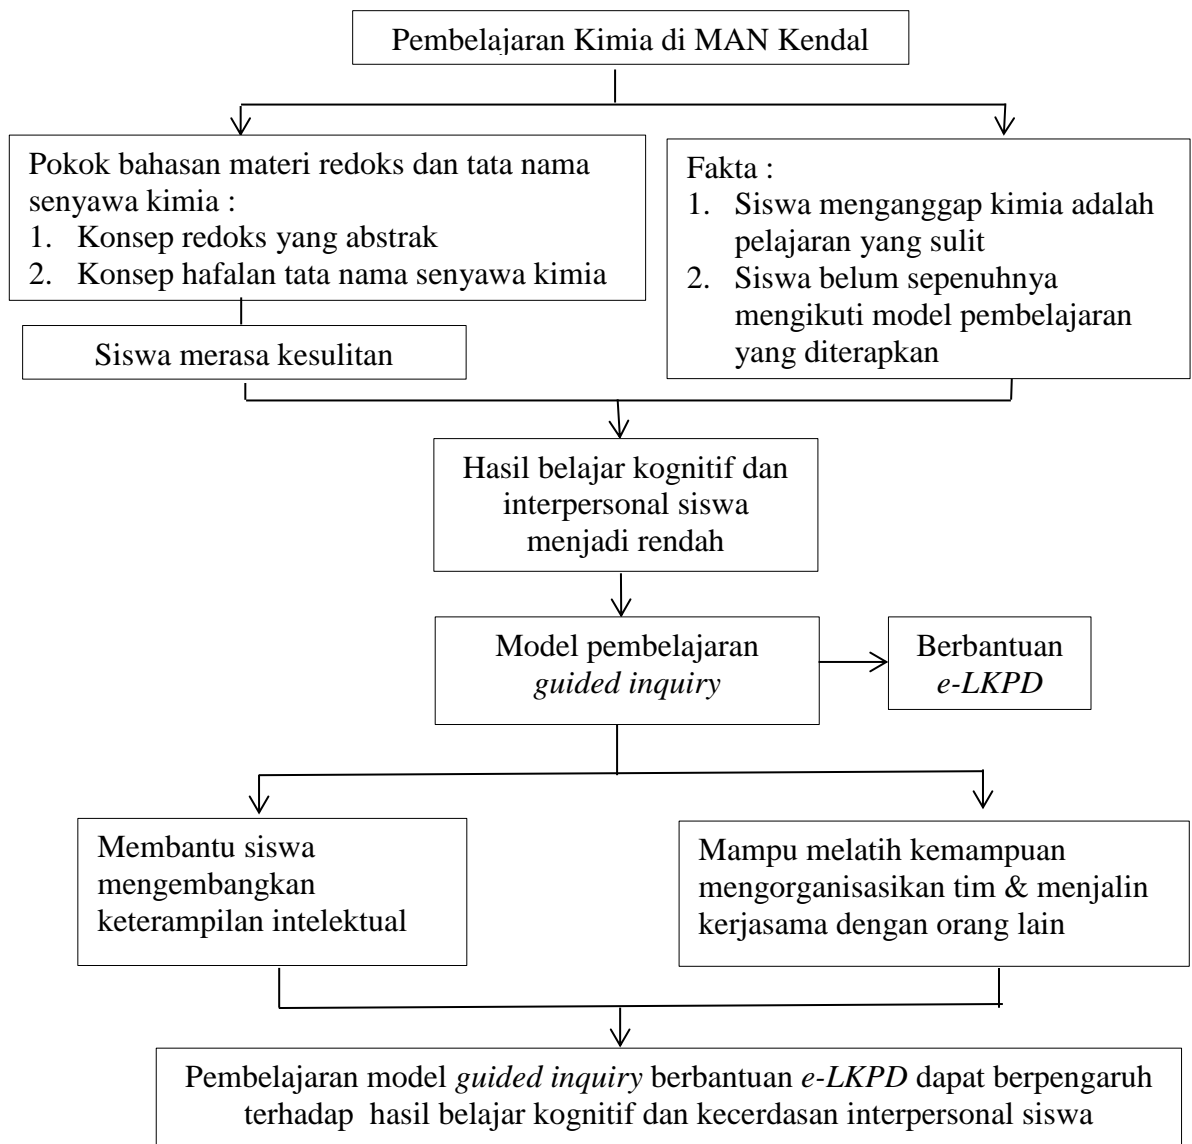 Pembelajaran Kimia di MAN Kendal
Pokok bahasan materi redoks dan tata nama
senyawa kimia :
1. Konsep redoks yang abstrak
2. Konsep hafalan tata nama senyawa kimia
Siswa merasa kesulitan
Fakta :
1. Siswa menganggap kimia adalah
pelajaran yang sulit
2. Siswa belum sepenuhnya
mengikuti model pembelajaran
yang diterapkan
Hasil belajar kognitif dan
interpersonal siswa
menjadi rendah
Model pembelajaran
guided inquiry
Berbantuan
e-LKPD
Membantu siswa
mengembangkan
keterampilan intelektual
Mampu melatih kemampuan
mengorganisasikan tim & menjalin
kerjasama dengan orang lain
Pembelajaran model guided inquiry berbantuan e-LKPD dapat berpengaruh
terhadap hasil belajar kognitif dan kecerdasan interpersonal siswa